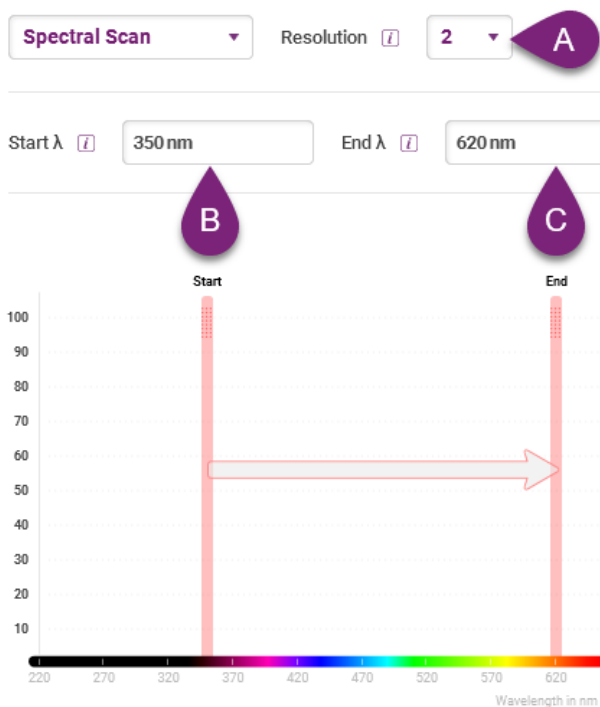 Spectral Scan Resolution i 2 A
Start λ i 350 nm End λ i 620 nm
B C
Start End
100
90
80
70
60
50
40
30
20
10
220 270 320 370 420 470 520 570 620
Wavelength in nm